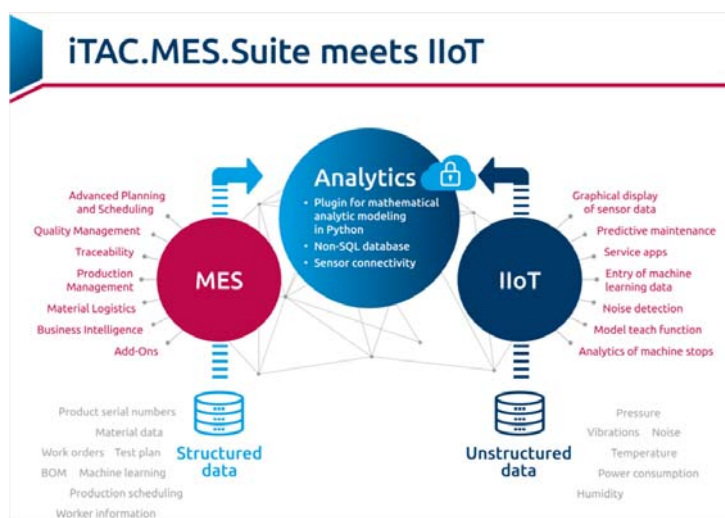 iTAC.MES.Suite meets IIoT
Analytics
• Plugin for mathematical
analytic modeling
in Python
• Non-SQL database
• Sensor connectivity
Advanced Planning
and Scheduling
Quality Management
Traceability
Production
Management
Material Logistics
Business Intelligence
Add-Ons
MES
IIoT
Graphical display
of sensor data
Predictive maintenance
Service apps
Entry of machine
learning data
Noise detection
Model teach function
Analytics of machine stops
Product serial numbers
Material data
Work orders Test plan
BOM Machine learning
Production scheduling
Worker information
Structured
data
Unstructured
data
Pressure
Vibrations Noise
Temperature
Power consumption
Humidity